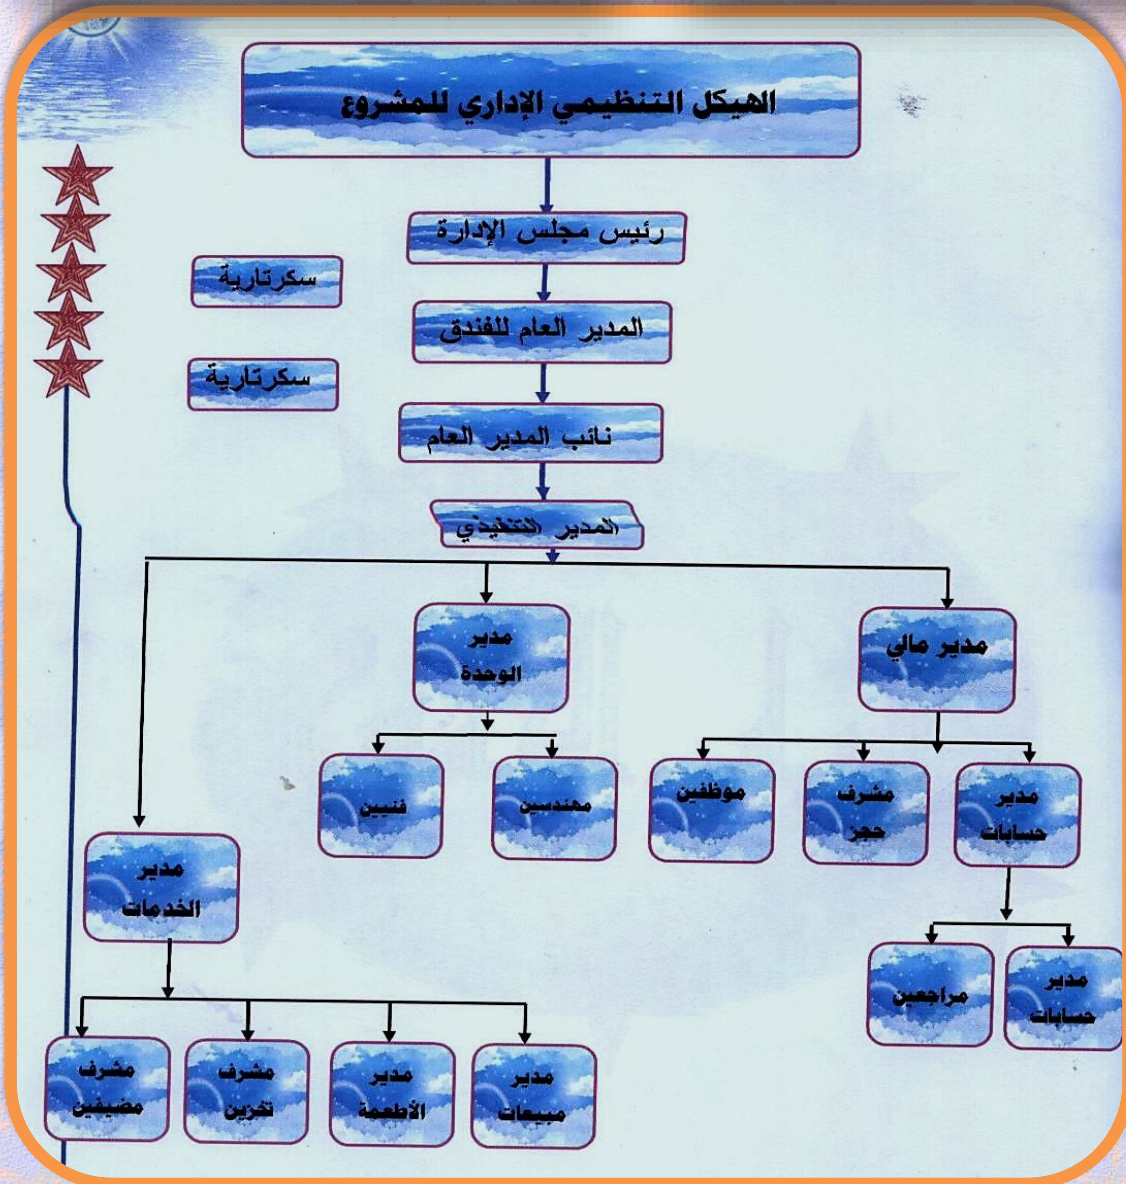 الهيكل التنظيمي الإداري للمشروع
رئيس مجلس الإدارة
سكرتارية
المدير العام للفندق
سكرتارية
نائب المدير العام
المدير التنفيذي
مدير مالي
مدير
الوحدة
مدير
حسابات
مشرف
حجز
موظفين
مهندسين
فنيين
مدير
الخدمات
مدير
حسابات
مراجعين
مدير
مبيعات
مدير
الأطعمة
مشرف
تخزين
مشرف
مضيفين